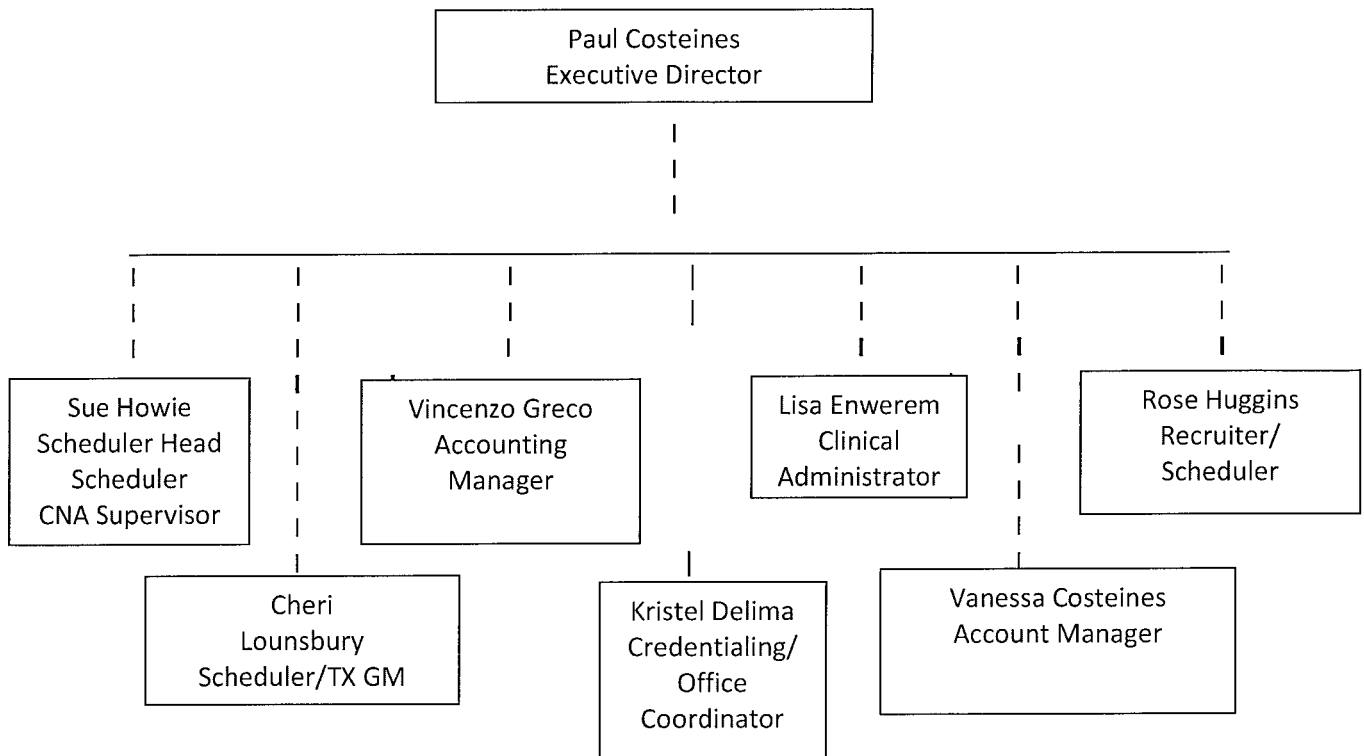 Paul Costeines
Executive Director
Sue Howie
Scheduler Head
Scheduler
CNA Supervisor
Vincenzo Greco
Accounting
Manager
Lisa Enwerem
Clinical
Administrator
Rose Huggins
Recruiter/
Scheduler
Cheri
Lounsbury
Scheduler/TX GM
Kristel Delima
Credentialing/
Office
Coordinator
Vanessa Costeines
Account Manager